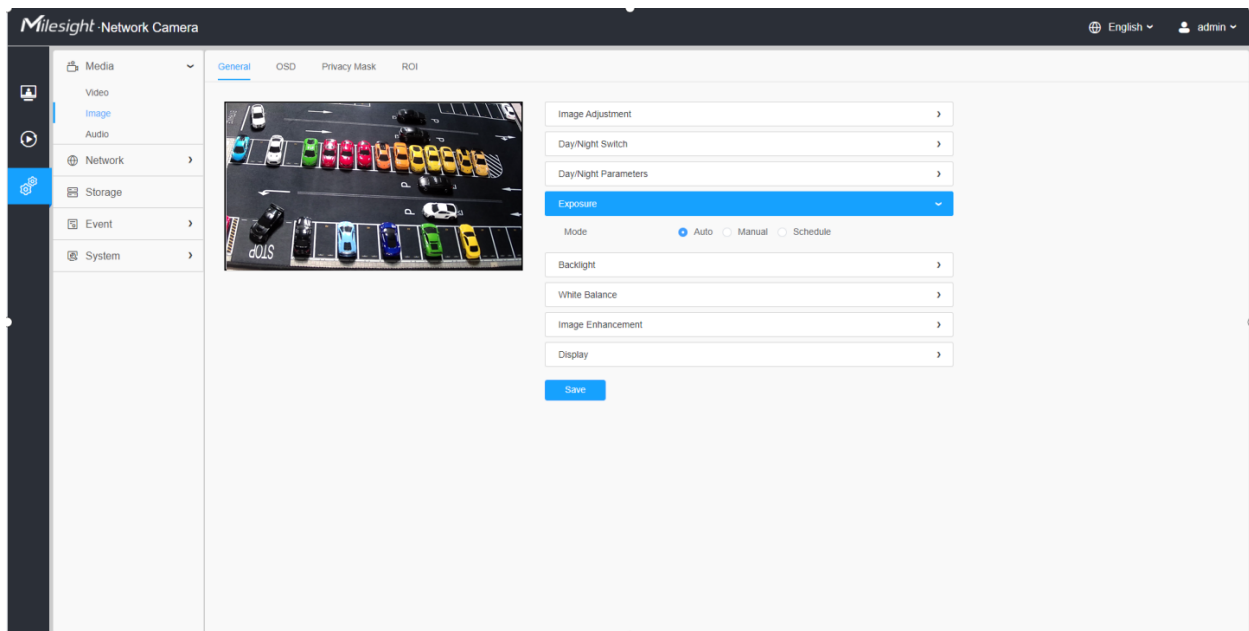 Milesight -Network Camera
English
admin
Media
Video
Image
Audio
Network
Storage
Event
System
General OSD Privacy Mask ROI
P
P
STOP
Image Adjustment
Day/Night Switch
Day/Night Parameters
Exposure
Mode Auto Manual Schedule
Backlight
White Balance
Image Enhancement
Display
Save